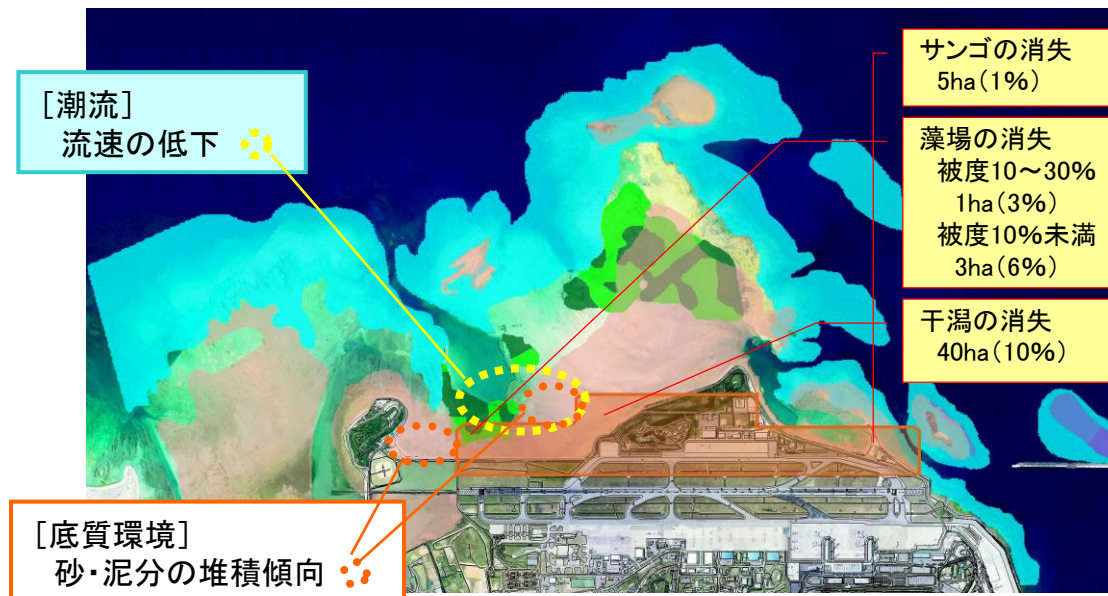 [潮流]
流速の低下
サンゴの消失
5ha(1%)
藻場の消失
被度10～30%
1ha(3%)
被度10%未満
3ha(6%)
干潟の消失
40ha(10%)
[底質環境]
砂・泥分の堆積傾向